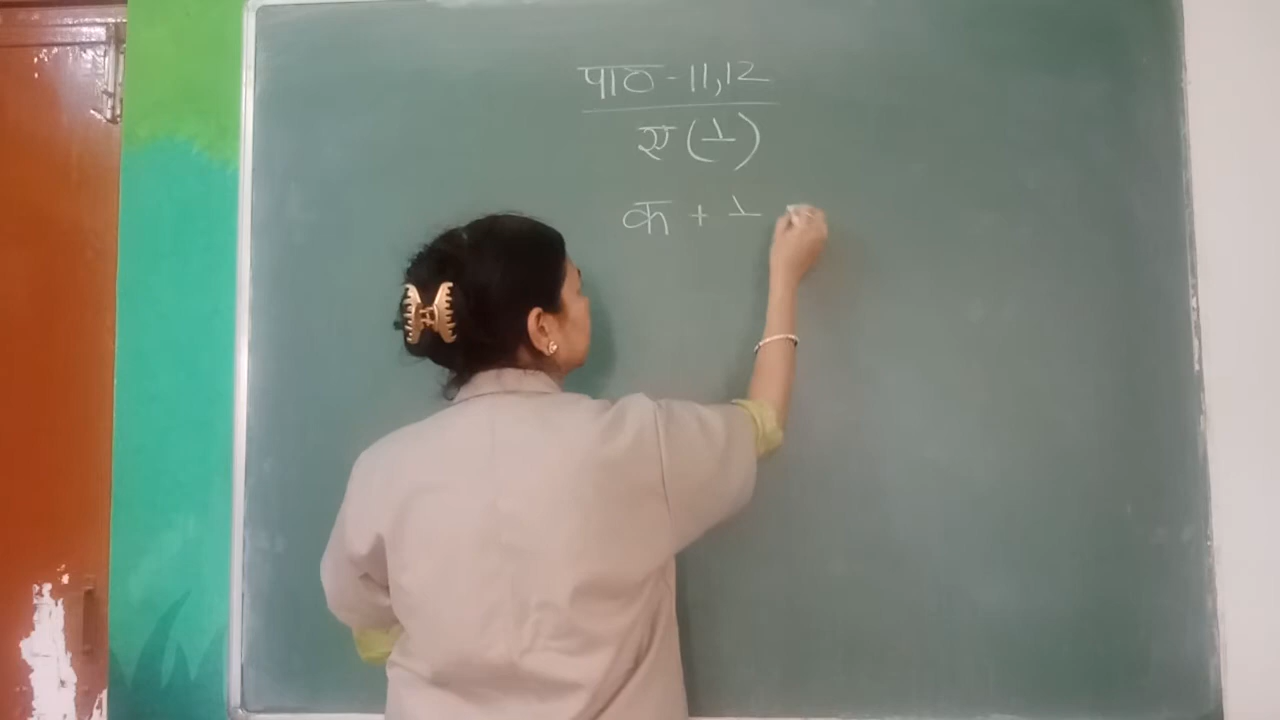 पाठ - 11,12
ए (े)
क + े